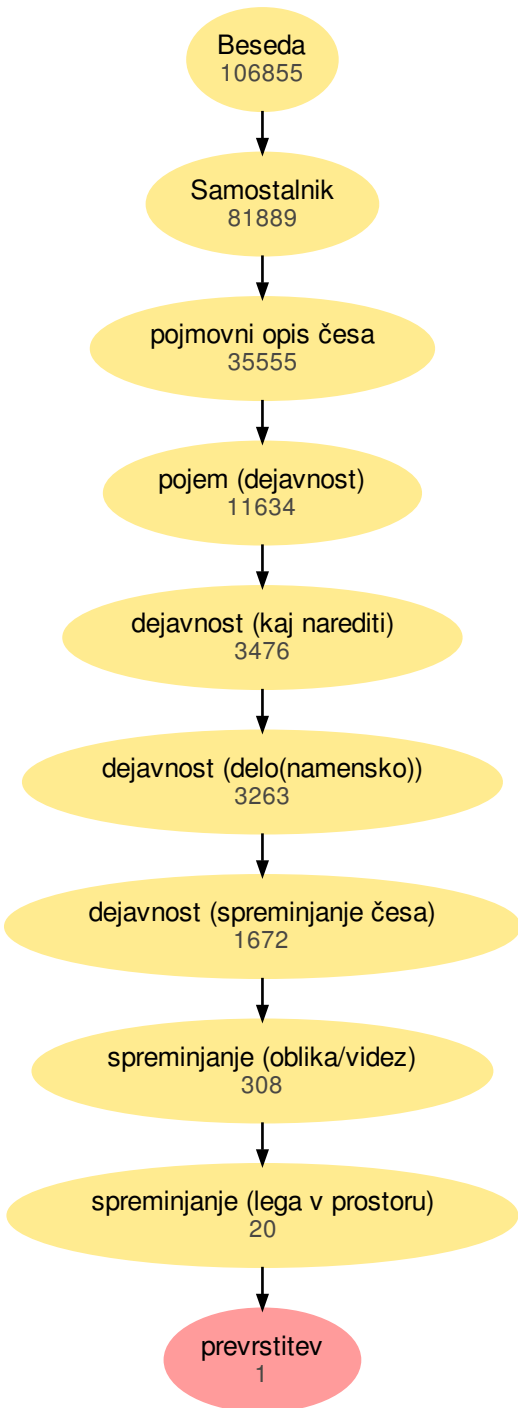 Beseda
106855
Samostalnik
81889
pojmovni opis česa
35555
pojem (dejavnost)
11634
dejavnost (kaj narediti)
3476
dejavnost (delo(namensko))
3263
dejavnost (spreminjanje česa)
1672
spreminjanje (oblika/videz)
308
spreminjanje (lega v prostoru)
20
prevrstitev
1